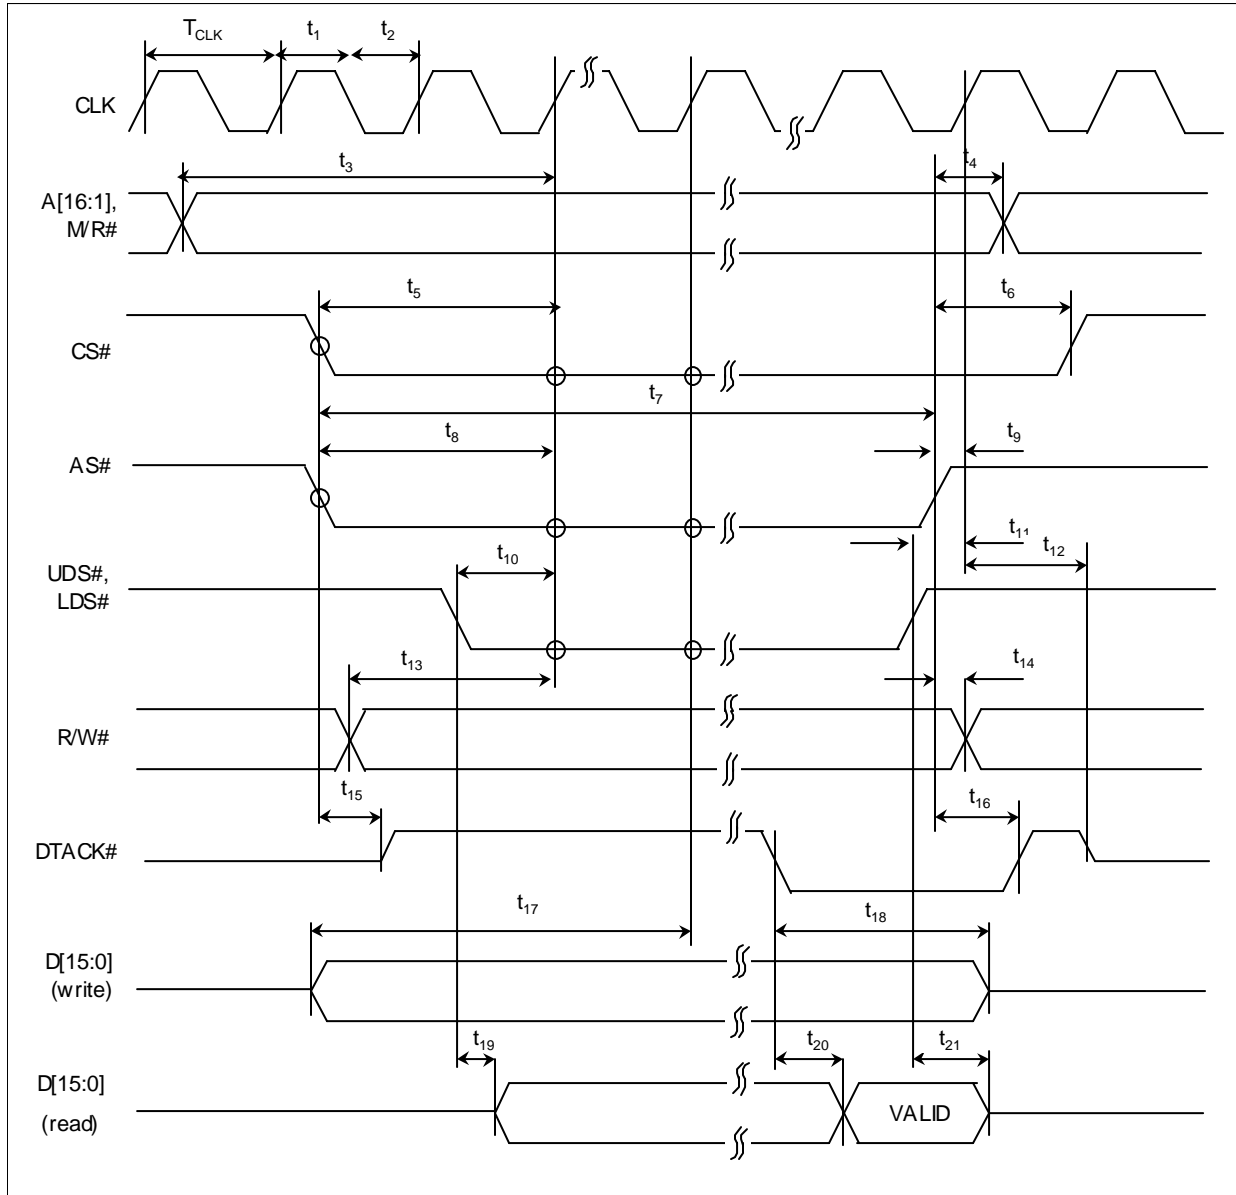 TCLK t1 t2
CLK
t3 t4
A[16:1],
M/R#
t5 t6
CS#
t7
t8 t9
AS#
t11
t10 t12
UDS#,
LDS#
t13 t14
R/W#
t15 t16
DTACK#
t17 t18
D[15:0]
(write)
t19 t20 t21
D[15:0]
VALID
(read)